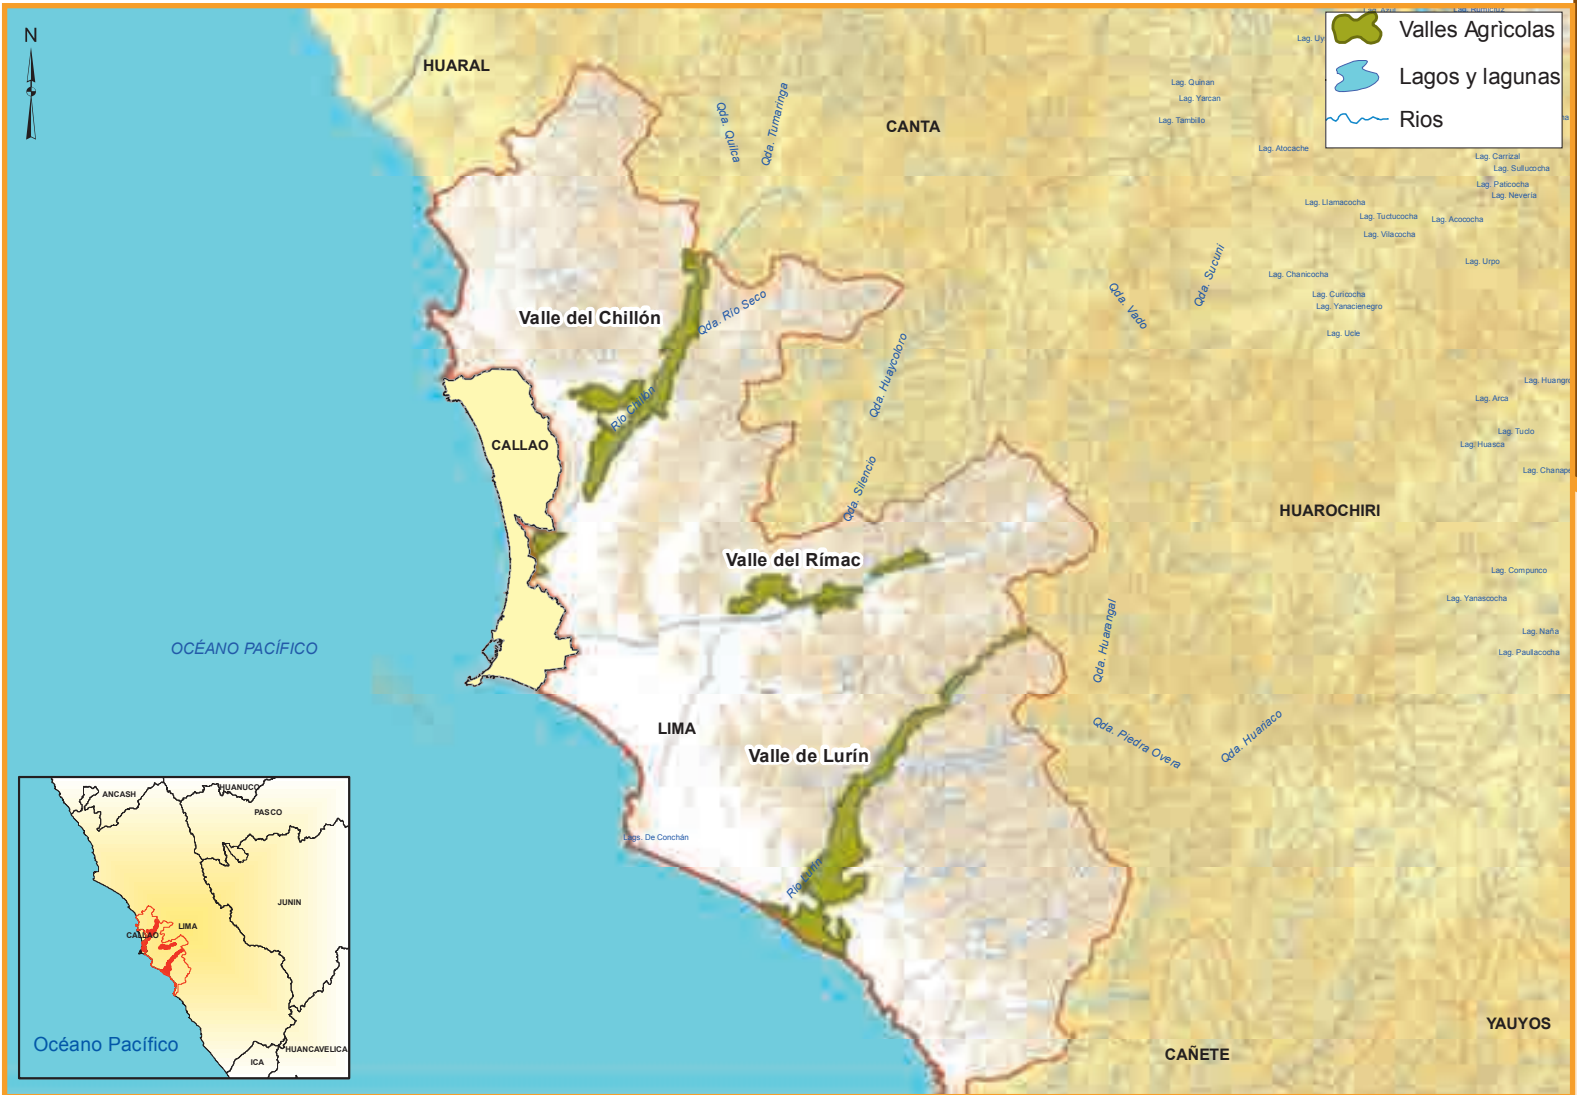 N
HUARAL
CANTA
Valles Agrìcolas
Lagos y lagunas
Rios
Qda. Quilca
Qda. Tumaringa
Lag. Quinan
Lag. Yarcan
Lag. Tambillo
Lag. Atocache
Lag. Carrizal
Lag. Sullucocha
Lag. Paticocha
Lag. Nevería
Lag. Llamacocha
Lag. Tuctucocha
Lag. Acococha
Lag. Vilacocha
Lag. Urpo
Lag. Chanicocha
Lag. Curicocha
Lag. Yanacienegro
Lag. Ucle
Qda. Sucuni
Qda. Vado
Valle del Chillón
Qda. Río Seco
Qda. Huaycoloro
Río Chillón
CALLAO
Lag. Arca
Lag. Tuclo
Lag. Huasca
Qda. Silencio
HUAROCHIRI
Valle del Rímac
Lag. Compunco
Lag. Yanascocha
Lag. Naña
Lag. Paullacocha
OCÉANO PACÍFICO
Qda. Huarangal
LIMA
Valle de Lurín
Qda. Piedra Overa
Qda. Huariaco
Lags. De Conchán
Río Lurín
YAUYOS
CAÑETE
ANCASH
HUANUCO
PASCO
JUNIN
LIMA
CALLAO
Océano Pacífico
ICA
HUANCAVELICA